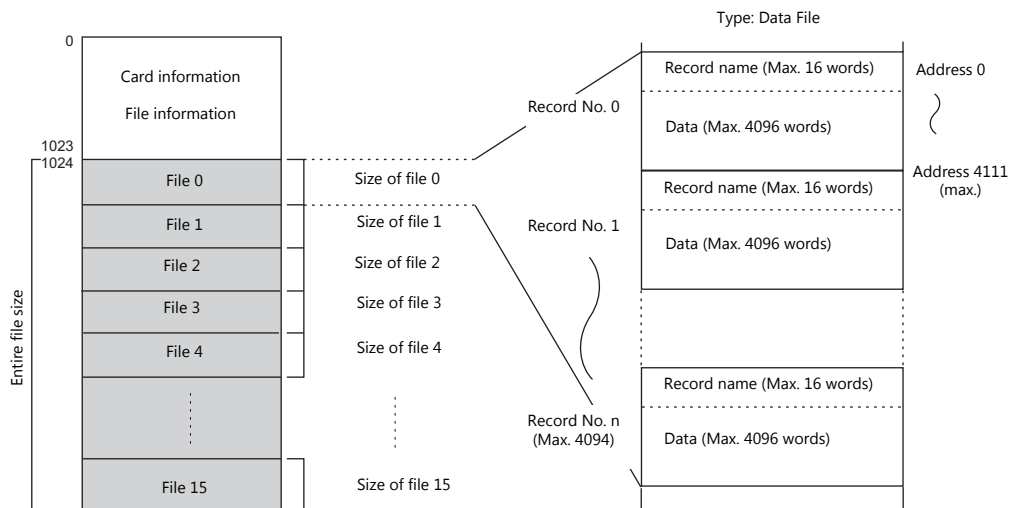 Type: Data File
0
Card information
File information
1023
1024
Entire file size
File 0
File 1
File 2
File 3
File 4
File 15
Size of file 0
Size of file 1
Size of file 2
Size of file 3
Size of file 4
Size of file 15
Record No. 0
Record name (Max. 16 words)
Data (Max. 4096 words)
Address 0
Address 4111
(max.)
Record No. 1
Record name (Max. 16 words)
Data (Max. 4096 words)
Record No. n
(Max. 4094)
Record name (Max. 16 words)
Data (Max. 4096 words)